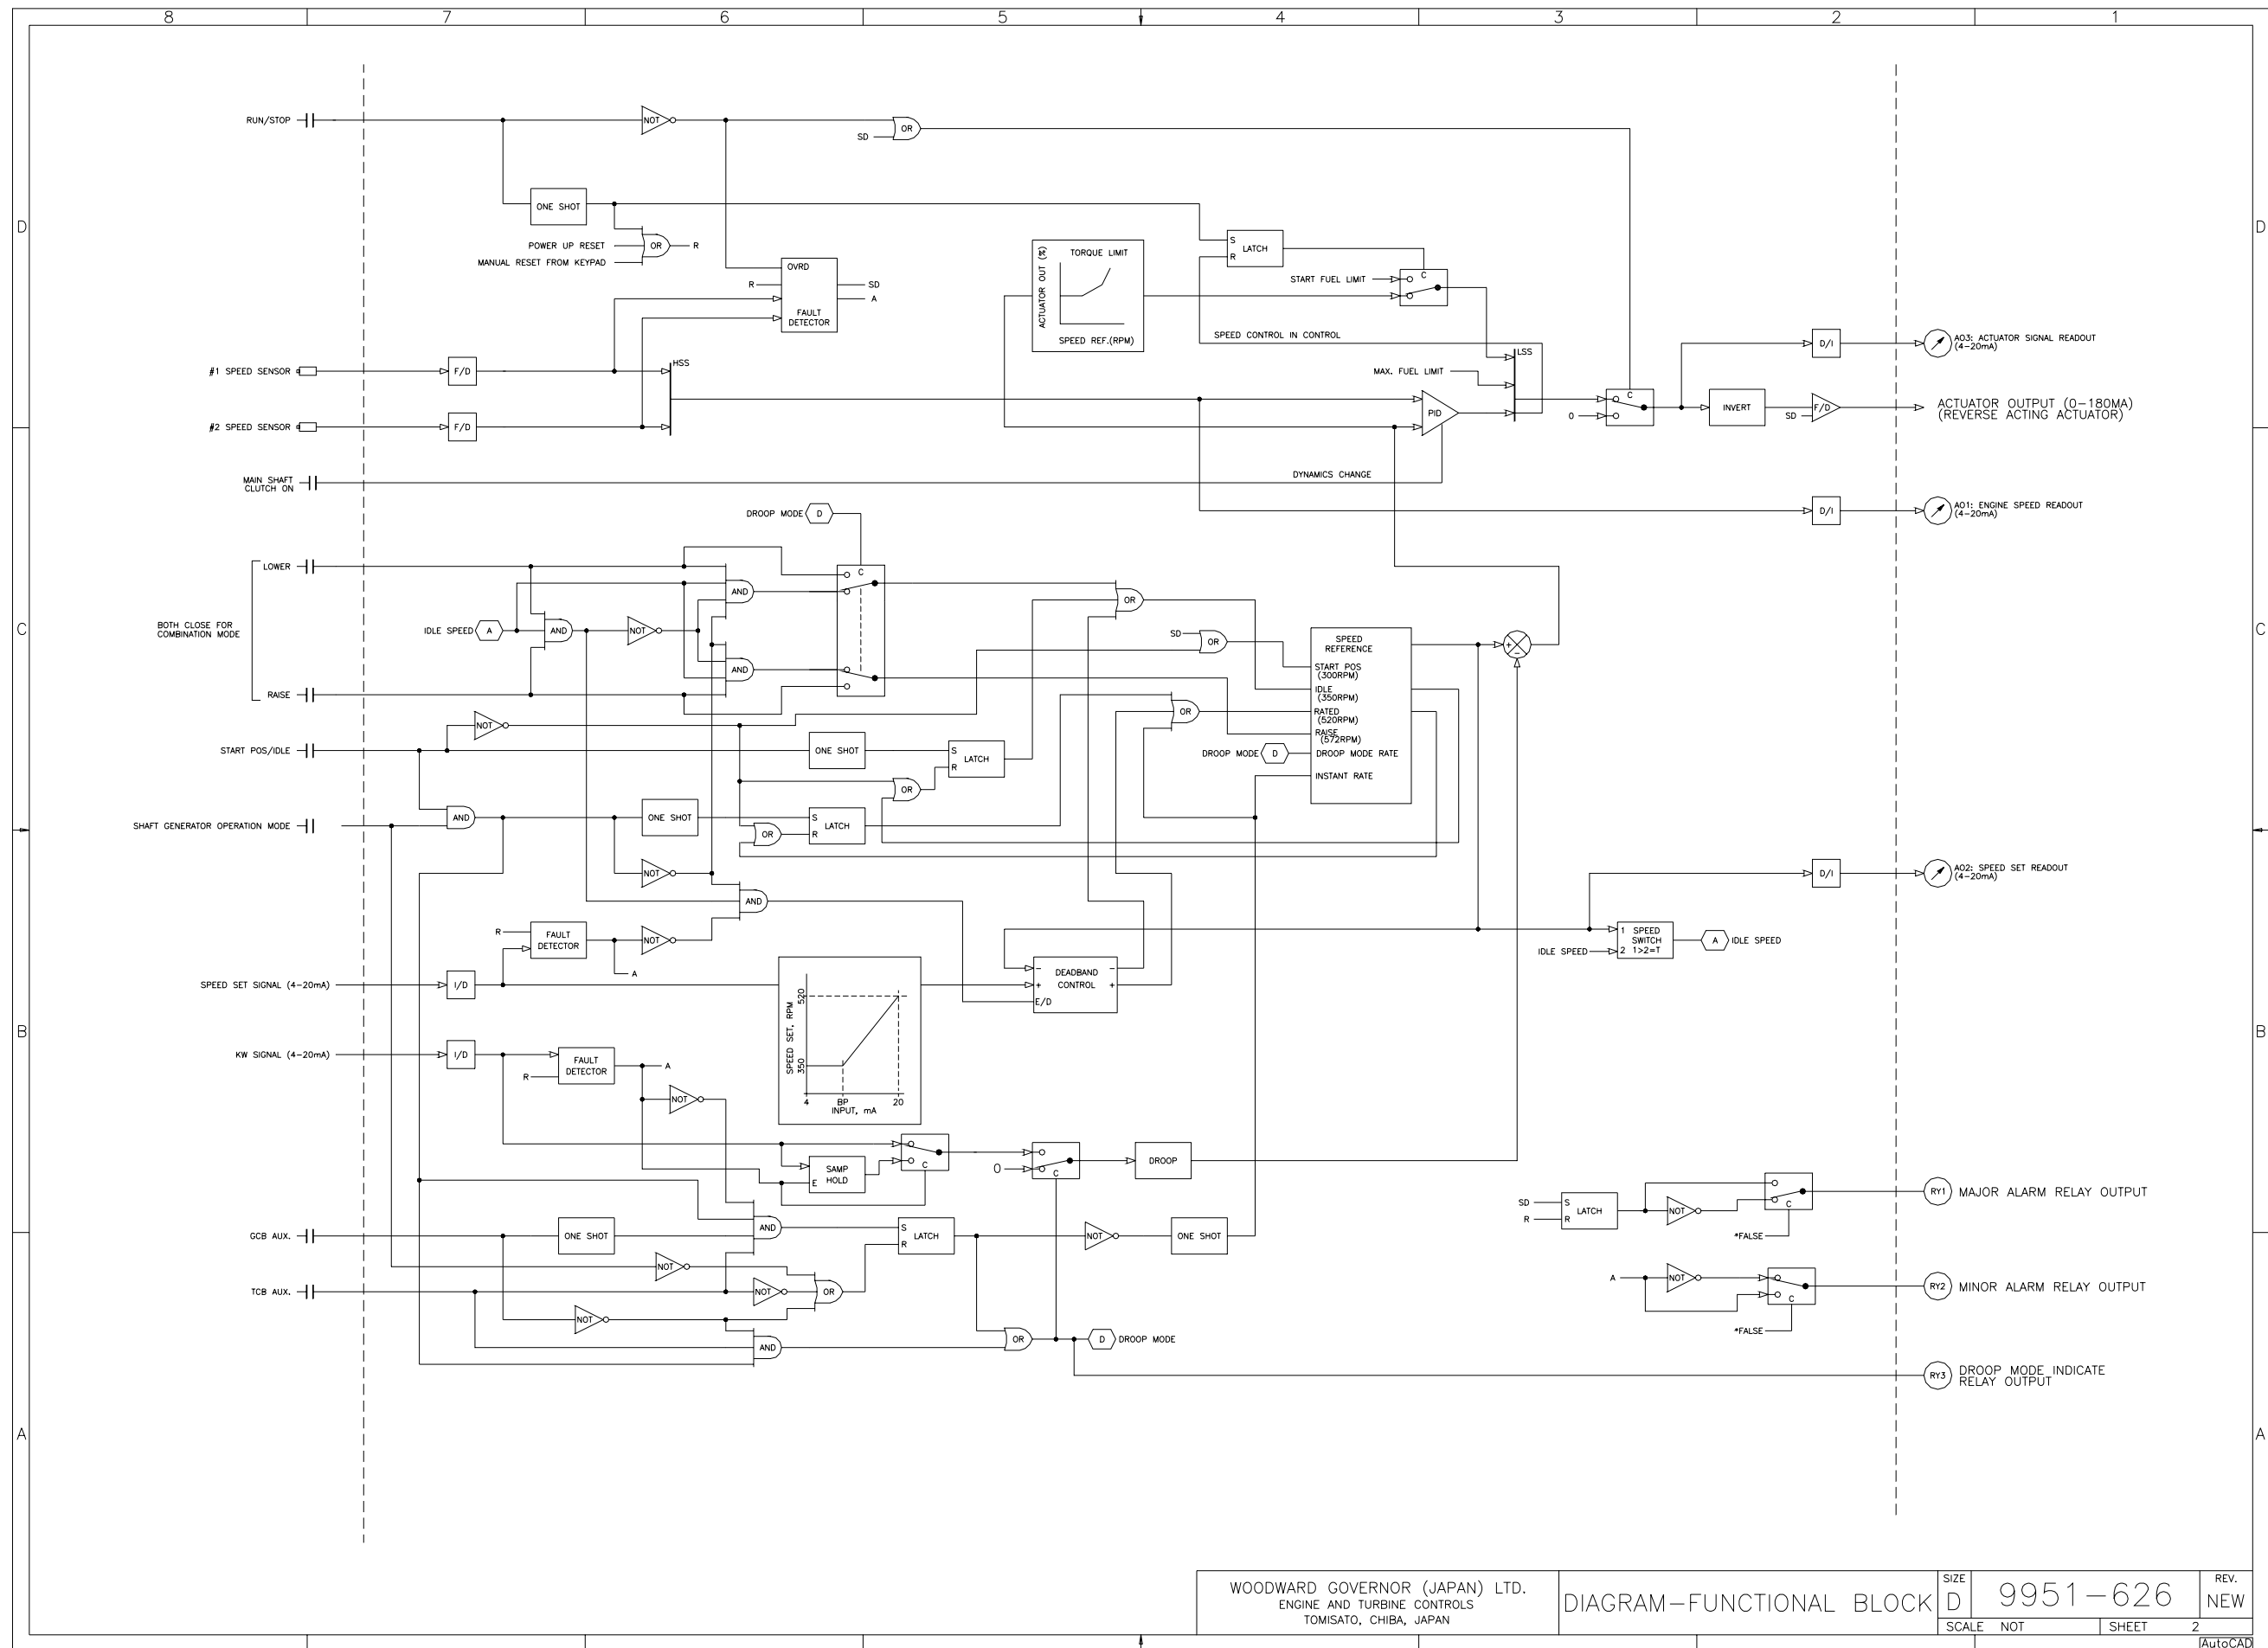 8 7 6 5 4 3 2 1
D
D
C
C
B
B
A
A
RUN/STOP
NOT
SD
OR
ONE SHOT
POWER UP RESET
MANUAL RESET FROM KEYPAD
OR
R
OVRD
R
FAULT
DETECTOR
SD
A
ACTUATOR OUT (%)
TORQUE LIMIT
SPEED REF.(RPM)
S
R
LATCH
START FUEL LIMIT
C
SPEED CONTROL IN CONTROL
#1 SPEED SENSOR
F/D
HSS
#2 SPEED SENSOR
F/D
MAX. FUEL LIMIT
LSS
PID
0
C
INVERT
SD
F/D
D/I
AO3: ACTUATOR SIGNAL READOUT
(4-20mA)
ACTUATOR OUTPUT (0-180MA)
(REVERSE ACTING ACTUATOR)
MAIN SHAFT
CLUTCH ON
DYNAMICS CHANGE
D/I
AO1: ENGINE SPEED READOUT
(4-20mA)
DROOP MODE
D
LOWER
BOTH CLOSE FOR
COMBINATION MODE
RAISE
IDLE SPEED
A
AND
NOT
AND
AND
C
OR
SD
OR
SPEED
REFERENCE
START POS
(300RPM)
IDLE
(350RPM)
RATED
(520RPM)
RAISE
(572RPM)
DROOP MODE
D
DROOP MODE RATE
INSTANT RATE
OR
+
-
START POS/IDLE
NOT
ONE SHOT
S
R
LATCH
OR
SHAFT GENERATOR OPERATION MODE
AND
ONE SHOT
OR
S
R
LATCH
NOT
AND
D/I
AO2: SPEED SET READOUT
(4-20mA)
R
FAULT
DETECTOR
NOT
A
SPEED SET SIGNAL (4-20mA)
I/D
SPEED SET, RPM
520
350
4
BP
20
INPUT, mA
-
+
E/D
DEADBAND
CONTROL
-
+
IDLE SPEED
1
2
SPEED
SWITCH
1>2=T
A
IDLE SPEED
KW SIGNAL (4-20mA)
I/D
R
FAULT
DETECTOR
A
NOT
SAMP
HOLD
E
C
0
C
DROOP
GCB AUX.
ONE SHOT
AND
S
R
LATCH
NOT
ONE SHOT
TCB AUX.
NOT
NOT
OR
NOT
AND
OR
D
DROOP MODE
SD
R
S
R
LATCH
NOT
C
*FALSE
RY1
MAJOR ALARM RELAY OUTPUT
A
NOT
C
*FALSE
RY2
MINOR ALARM RELAY OUTPUT
RY3
DROOP MODE INDICATE
RELAY OUTPUT
WOODWARD GOVERNOR (JAPAN) LTD.
ENGINE AND TURBINE CONTROLS
TOMISATO, CHIBA, JAPAN
DIAGRAM-FUNCTIONAL BLOCK
SIZE
D
9951-626
REV.
NEW
SCALE NOT
SHEET 2
AutoCAD